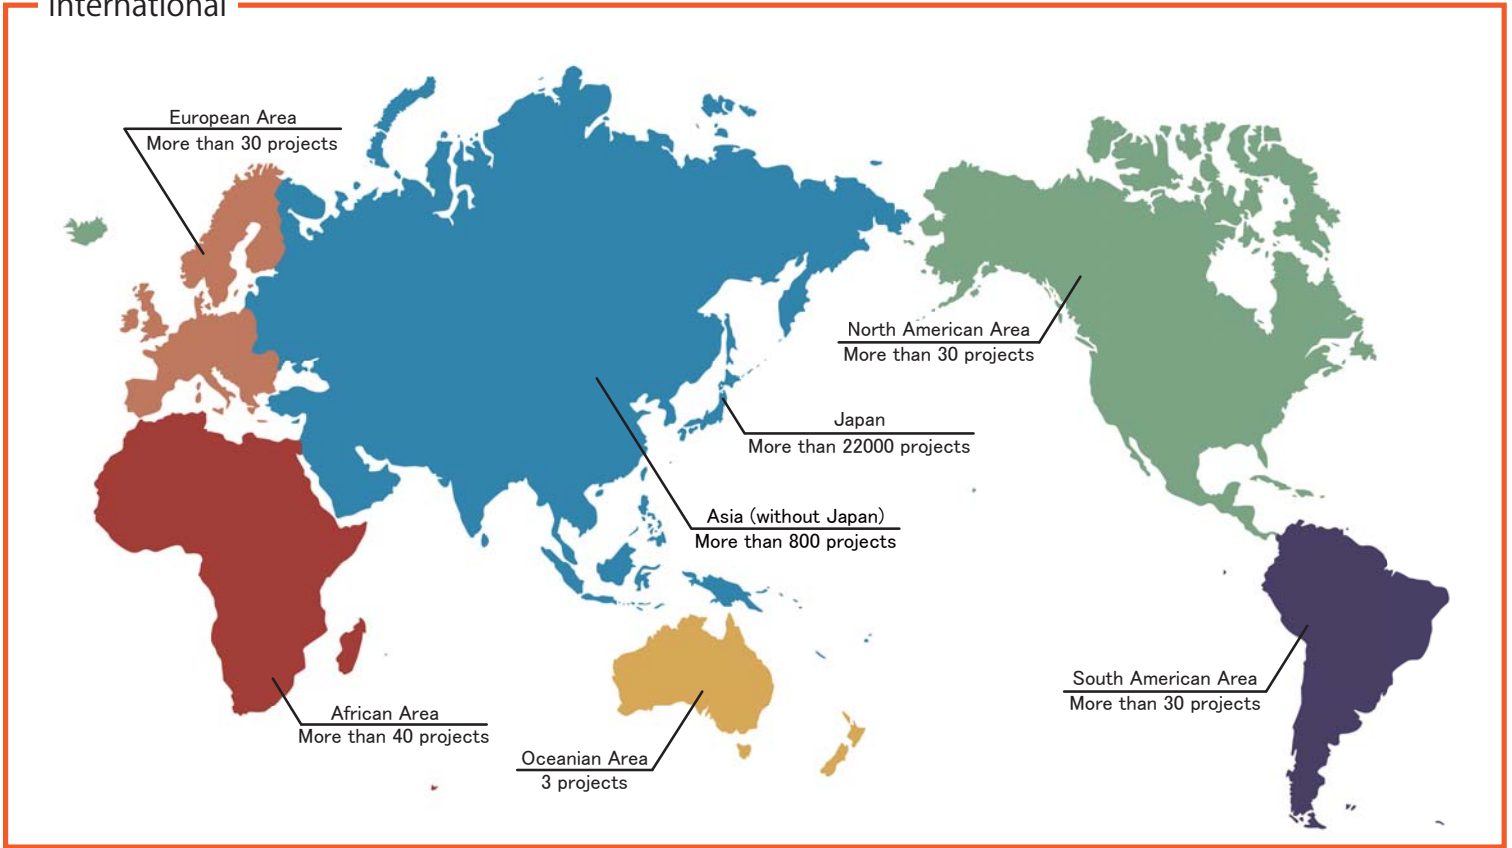 International
European Area
More than 30 projects
North American Area
More than 30 projects
Japan
More than 22000 projects
Asia (without Japan)
More than 800 projects
South American Area
More than 30 projects
African Area
More than 40 projects
Oceanian Area
3 projects